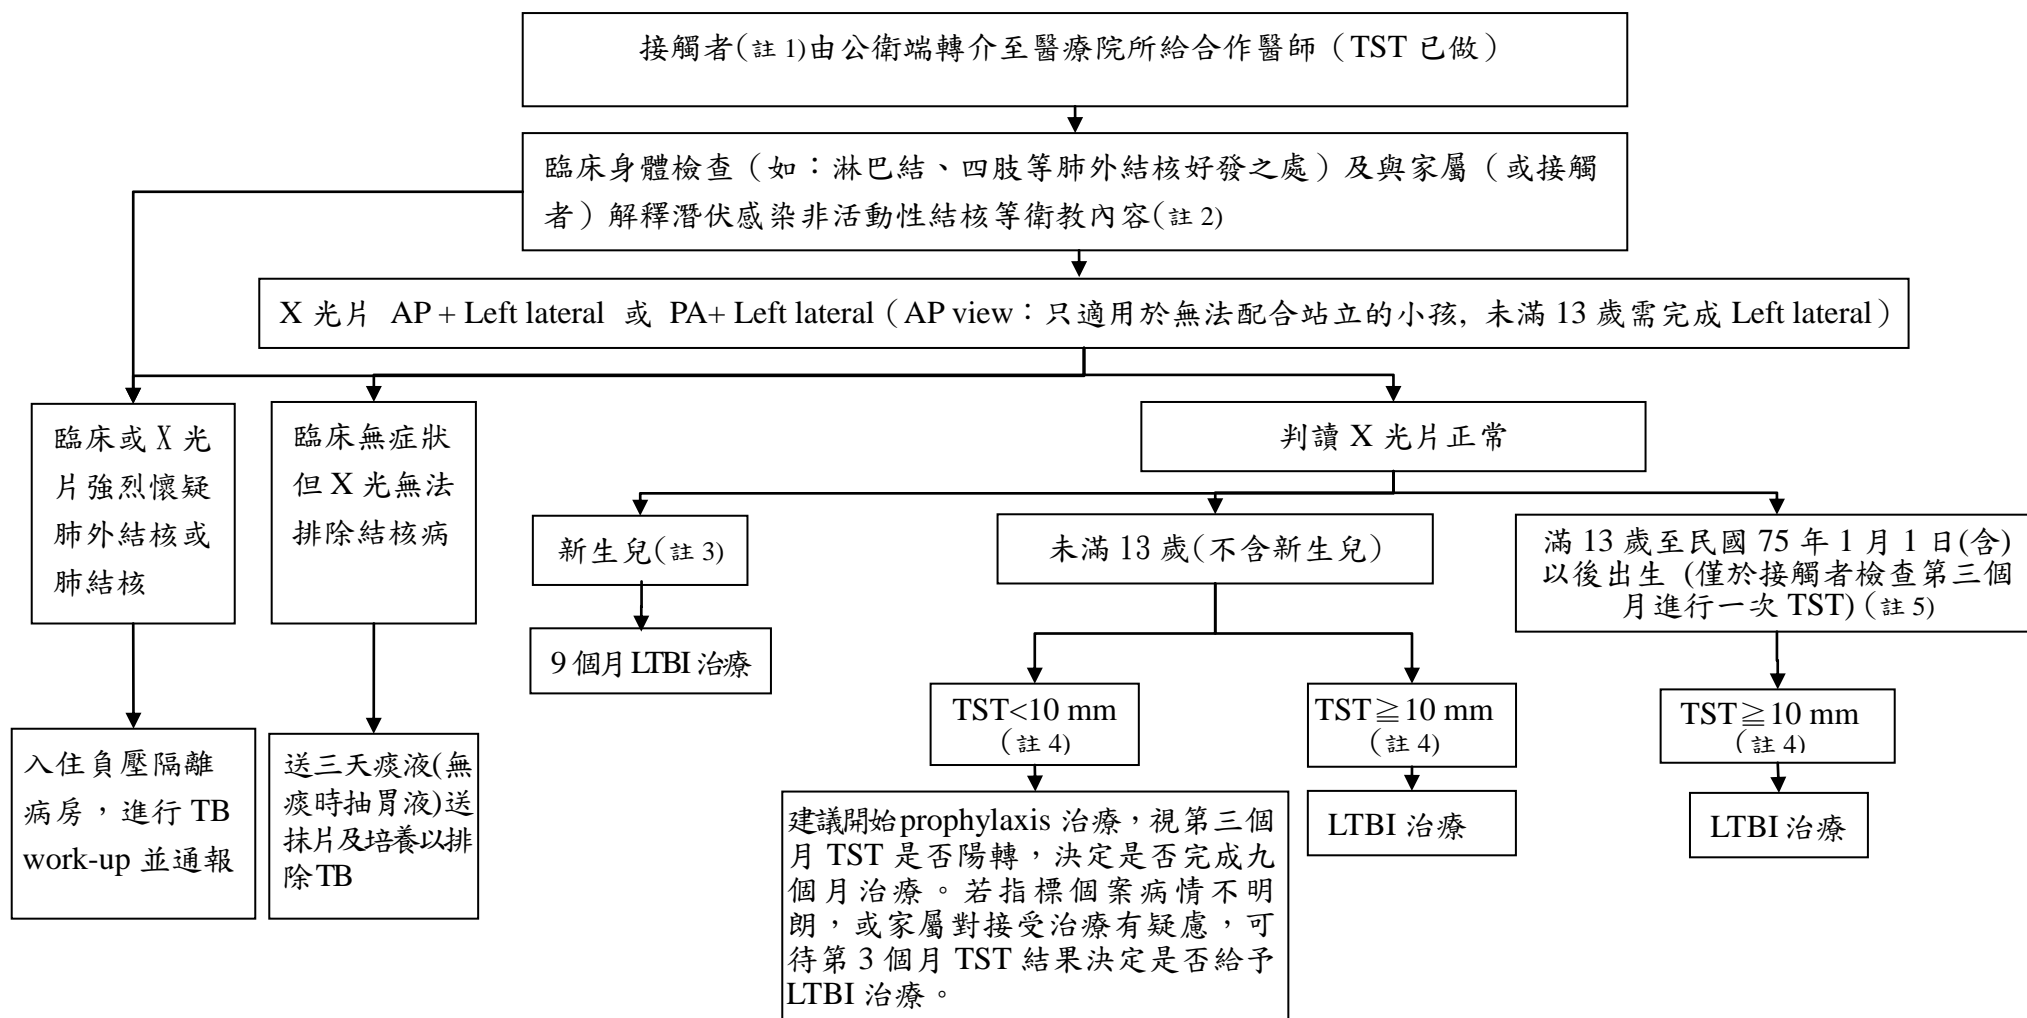 接觸者(註 1)由公衛端轉介至醫療院所給合作醫師（TST 已做）
臨床身體檢查（如：淋巴結、四肢等肺外結核好發之處）及與家屬（或接觸
者）解釋潛伏感染非活動性結核等衛教內容(註 2)
X 光片 AP + Left lateral 或 PA+ Left lateral（AP view：只適用於無法配合站立的小孩, 未滿 13 歲需完成 Left lateral）
臨床或 X 光
片強烈懷疑
肺外結核或
肺結核
臨床無症狀
但 X 光無法
排除結核病
判讀 X 光片正常
新生兒(註 3)
未滿 13 歲(不含新生兒）
滿 13 歲至民國 75 年 1 月 1 日(含)
以後出生 (僅於接觸者檢查第三個
月進行一次 TST)（註 5）
9 個月 LTBI 治療
TST<10 mm
（註 4）
TST≧10 mm
（註 4）
TST≧10 mm
（註 4）
入住負壓隔離
病房，進行 TB
work-up 並通報
送三天痰液(無
痰時抽胃液)送
抹片及培養以排
除 TB
建議開始 prophylaxis 治療，視第三個
月 TST 是否陽轉，決定是否完成九
個月治療。若指標個案病情不明
朗，或家屬對接受治療有疑慮，可
待第 3 個月 TST 結果決定是否給予
LTBI 治療。
LTBI 治療
LTBI 治療